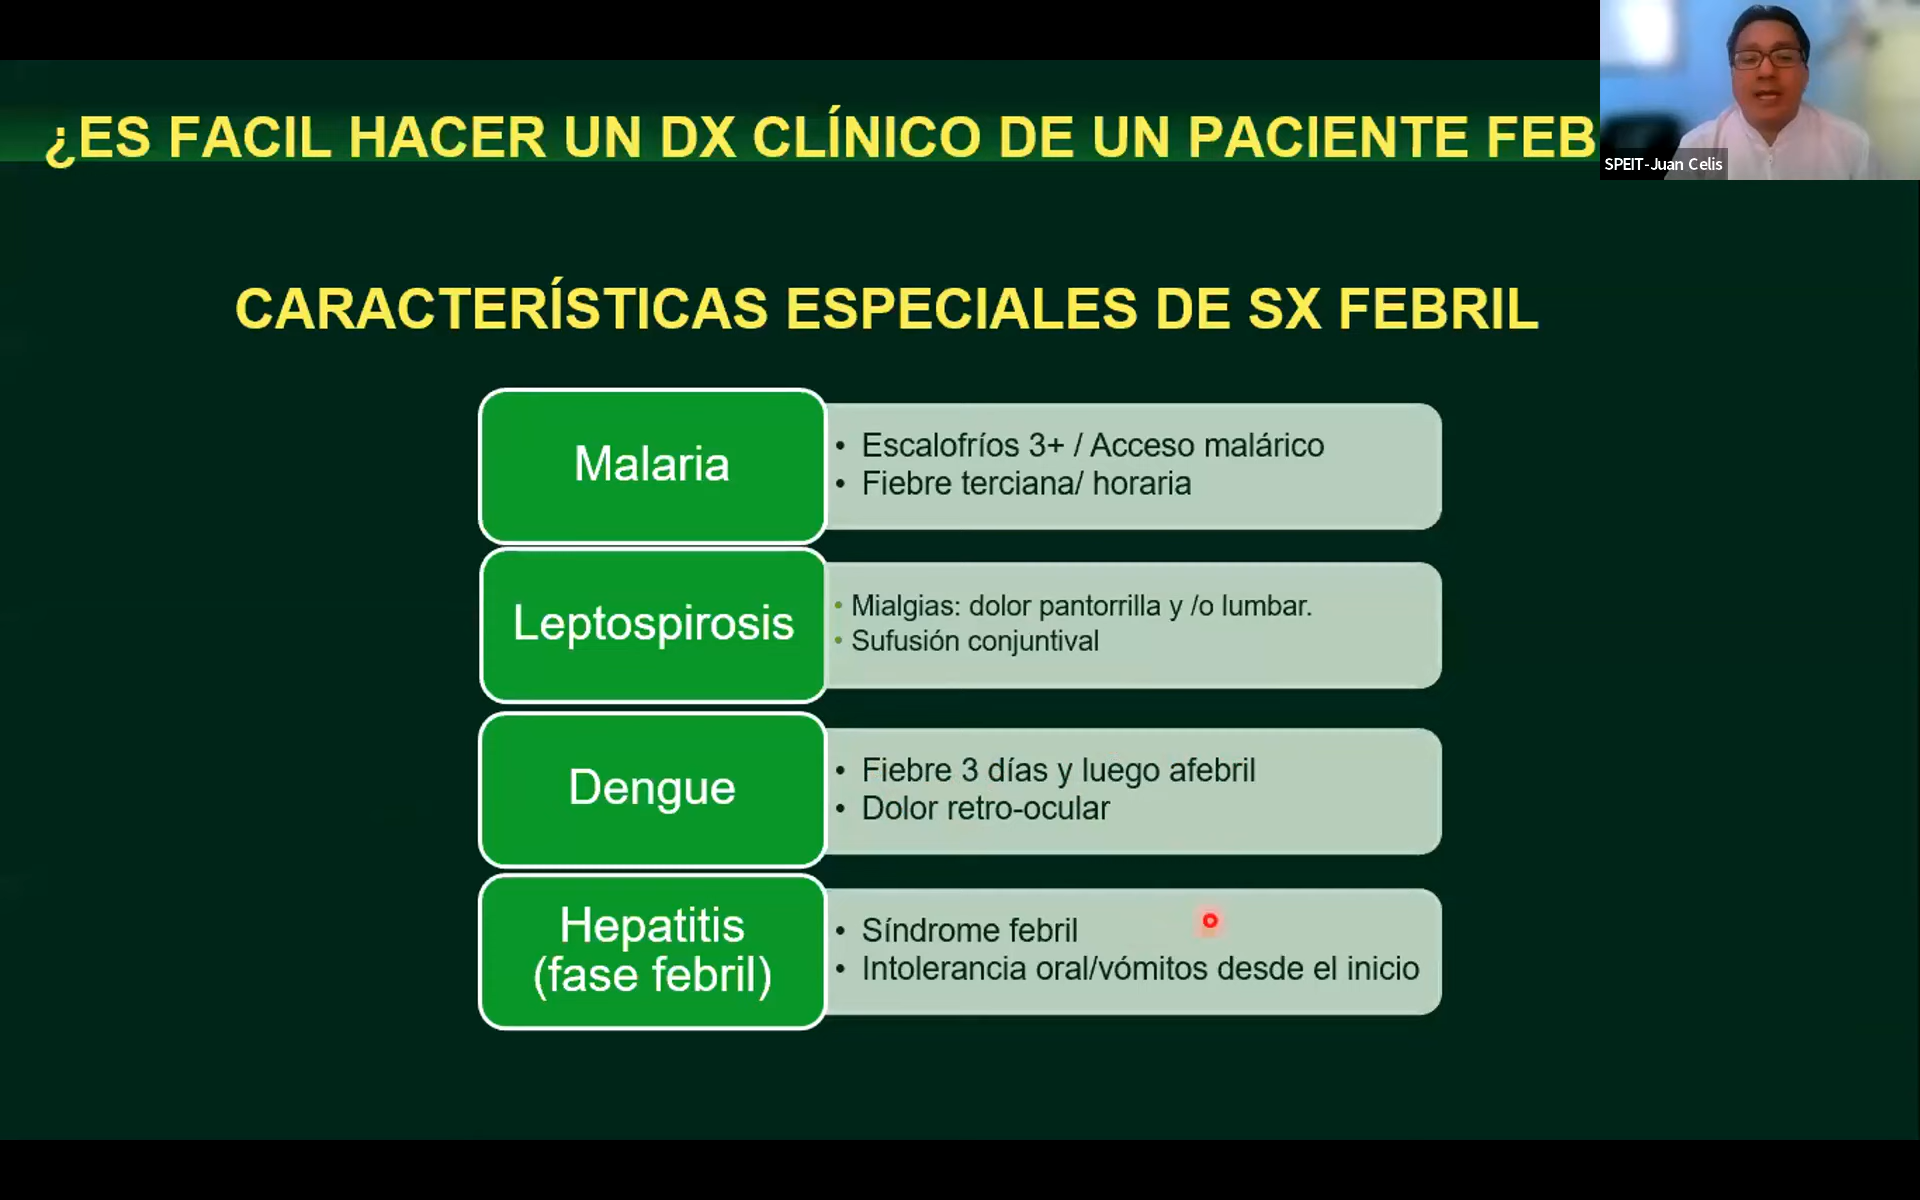 ¿ES FACIL HACER UN DX CLÍNICO DE UN PACIENTE FEB
SPEIT-Juan Celis
CARACTERÍSTICAS ESPECIALES DE SX FEBRIL
Malaria
• Escalofríos 3+ / Acceso malárico
• Fiebre terciana/ horaria
Leptospirosis
• Mialgias: dolor pantorrilla y /o lumbar.
• Sufusión conjuntival
Dengue
• Fiebre 3 días y luego afebril
• Dolor retro-ocular
Hepatitis
(fase febril)
• Síndrome febril
• Intolerancia oral/vómitos desde el inicio